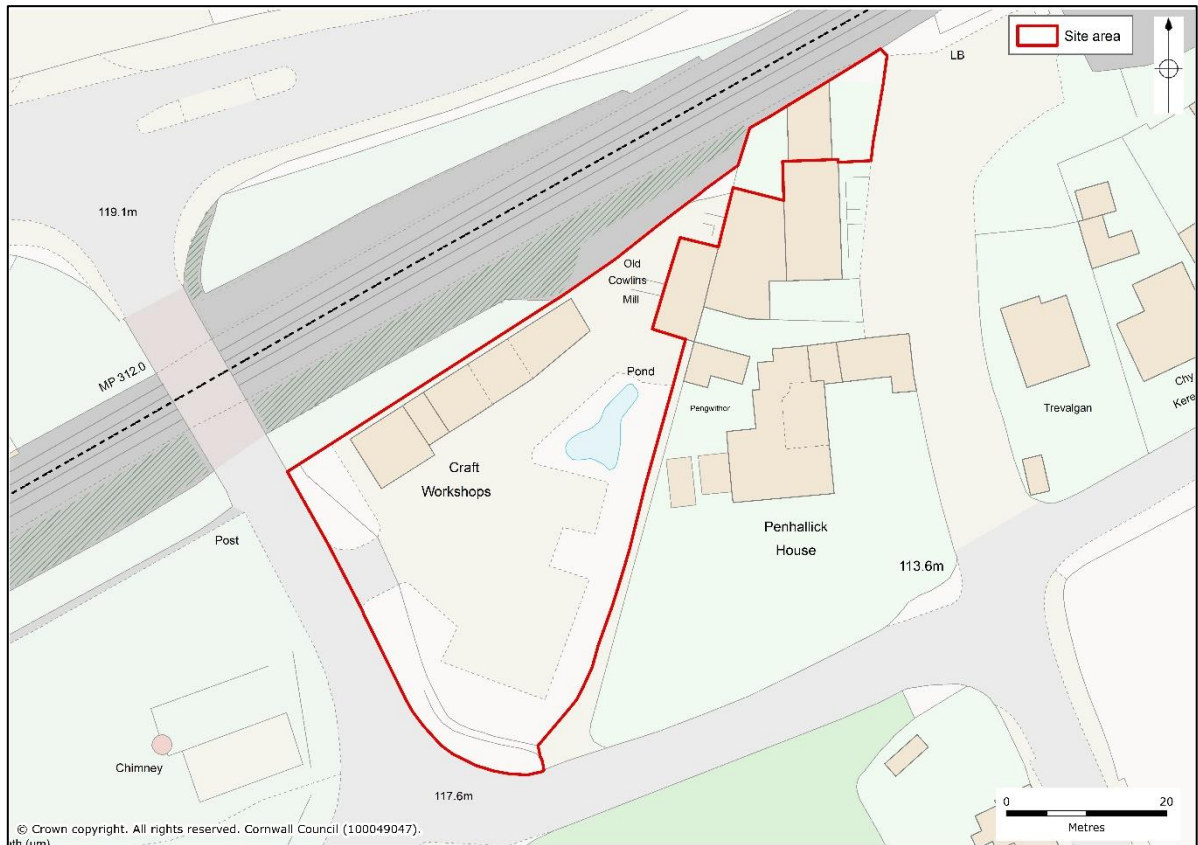 Site area
LB
119.1m
Old
Cowlins
Mill
MP 312.0
Pond
Pengwithor
Trevalgan
Chy
Kere
Craft
Workshops
Penhallick
House
Post
113.6m
Chimney
117.6m
0 20
Metres
© Crown copyright. All rights reserved. Cornwall Council (100049047).